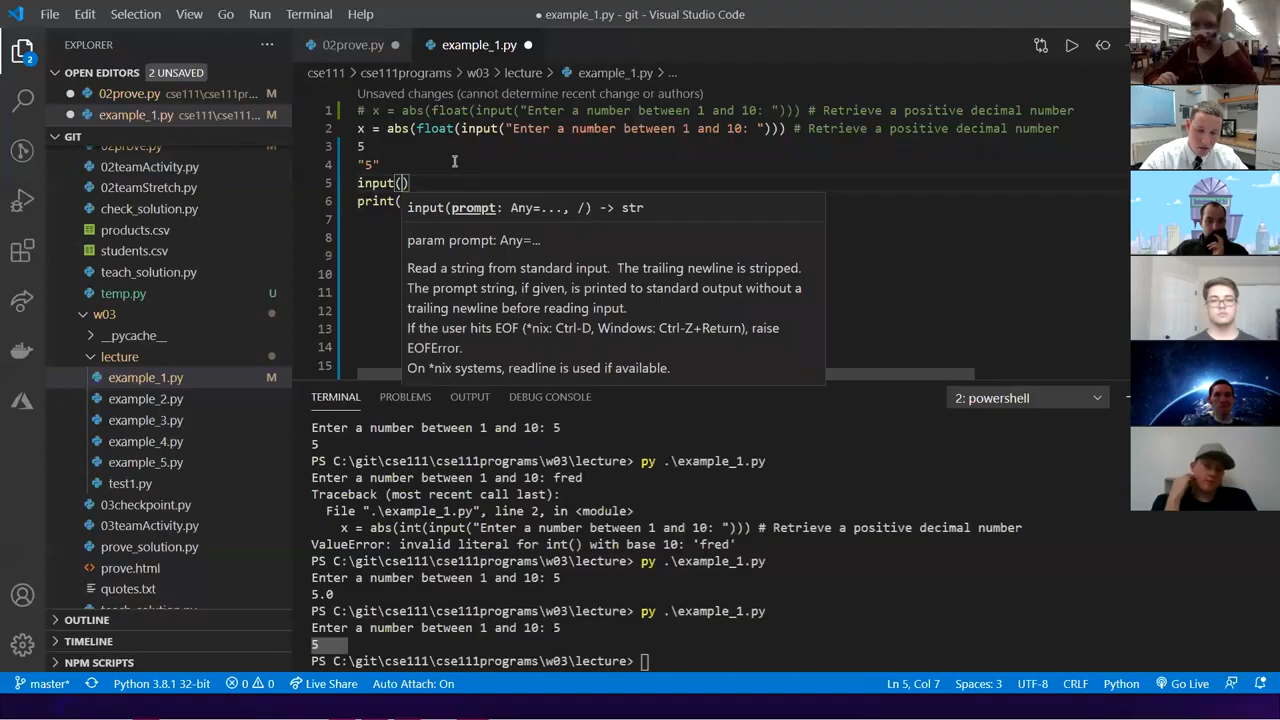 File Edit Selection View Go Run Terminal Help
● example_1.py - git - Visual Studio Code
EXPLORER ...
02prove.py ●
example_1.py ●
OPEN EDITORS 2 UNSAVED
● 02prove.py cse111\cse111pr...
● example_1.py cse111\cse111...
GIT
prove.py
02teamActivity.py
02teamStretch.py
check_solution.py
products.csv
students.csv
teach_solution.py
temp.py U
w03
__pycache__
lecture
example_1.py M
example_2.py
example_3.py
example_4.py
example_5.py
test1.py
03checkpoint.py
03teamActivity.py
prove_solution.py
prove.html
quotes.txt
OUTLINE
TIMELINE
NPM SCRIPTS
cse111 > cse111programs > w03 > lecture > example_1.py > ...
Unsaved changes (cannot determine recent change or authors)
1 # x = abs(float(input("Enter a number between 1 and 10: "))) # Retrieve a positive decimal number
2 x = abs(float(input("Enter a number between 1 and 10: "))) # Retrieve a positive decimal number
3 5
4 "5"
5 input()
6 print(
7
8
9
10
11
12
13
14
15
input(prompt: Any=..., /) -> str
param prompt: Any=...
Read a string from standard input. The trailing newline is stripped.
The prompt string, if given, is printed to standard output without a
trailing newline before reading input.
If the user hits EOF (*nix: Ctrl-D, Windows: Ctrl-Z+Return), raise
EOFError.
On *nix systems, readline is used if available.
TERMINAL PROBLEMS OUTPUT DEBUG CONSOLE
2: powershell
Enter a number between 1 and 10: 5
5
PS C:\git\cse111\cse111programs\w03\lecture> py .\example_1.py
Enter a number between 1 and 10: fred
Traceback (most recent call last):
File ".\example_1.py", line 2, in <module>
x = abs(int(input("Enter a number between 1 and 10: "))) # Retrieve a positive decimal number
ValueError: invalid literal for int() with base 10: 'fred'
PS C:\git\cse111\cse111programs\w03\lecture> py .\example_1.py
Enter a number between 1 and 10: 5
5.0
PS C:\git\cse111\cse111programs\w03\lecture> py .\example_1.py
Enter a number between 1 and 10: 5
5
PS C:\git\cse111\cse111programs\w03\lecture>
master* Python 3.8.1 32-bit 0 0 Live Share Auto Attach: On
Ln 5, Col 7 Spaces: 3 UTF-8 CRLF Python Go Live